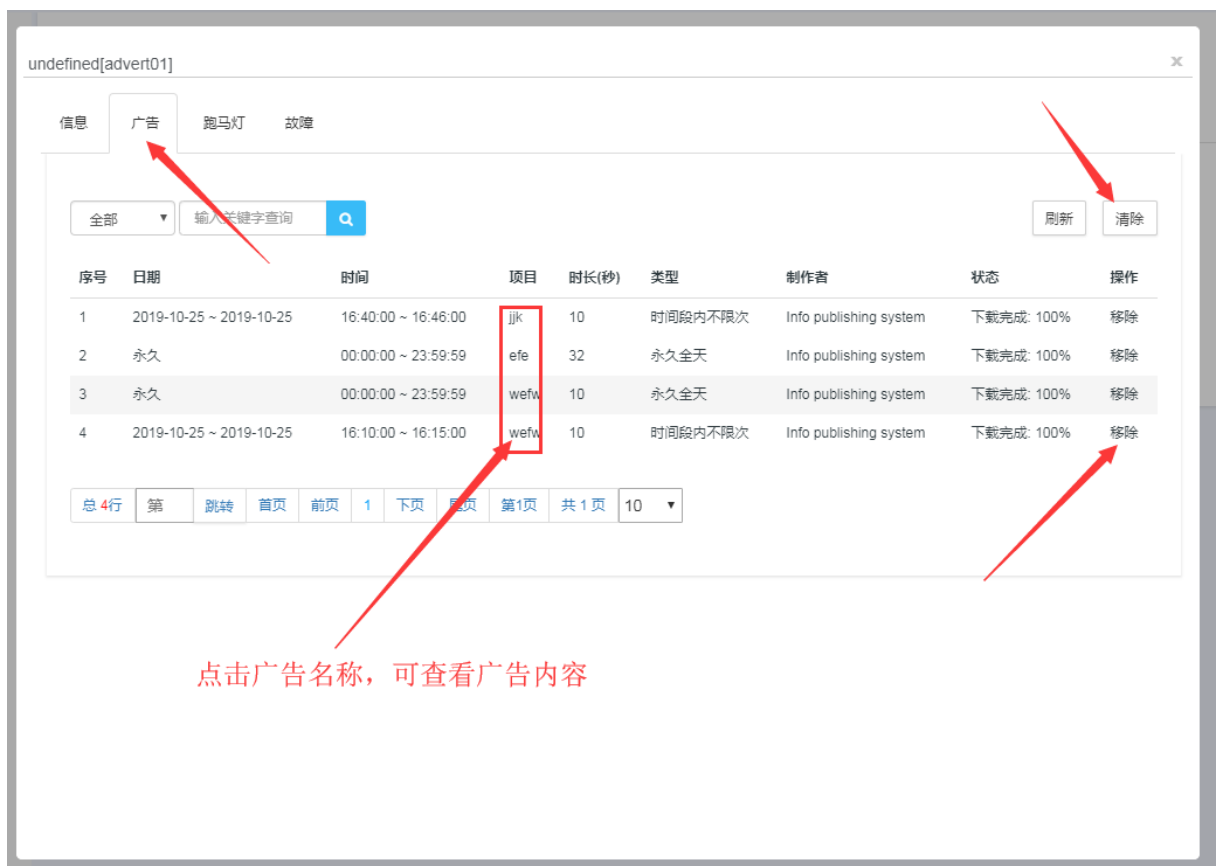 undefined[advert01] x
信息 广告 跑马灯 故障
全部 输入关键字查询 刷新 清除
序号 日期 时间 项目 时长(秒) 类型 制作者 状态 操作
1 2019-10-25 ~ 2019-10-25 16:40:00 ~ 16:46:00 jjk 10 时间段内不限次 Info publishing system 下载完成: 100% 移除
2 永久 00:00:00 ~ 23:59:59 efe 32 永久全天 Info publishing system 下载完成: 100% 移除
3 永久 00:00:00 ~ 23:59:59 wefw 10 永久全天 Info publishing system 下载完成: 100% 移除
4 2019-10-25 ~ 2019-10-25 16:10:00 ~ 16:15:00 wefw 10 时间段内不限次 Info publishing system 下载完成: 100% 移除
总 4行 第 跳转 首页 前页 1 下页 尾页 第1页 共 1 页 10
点击广告名称，可查看广告内容